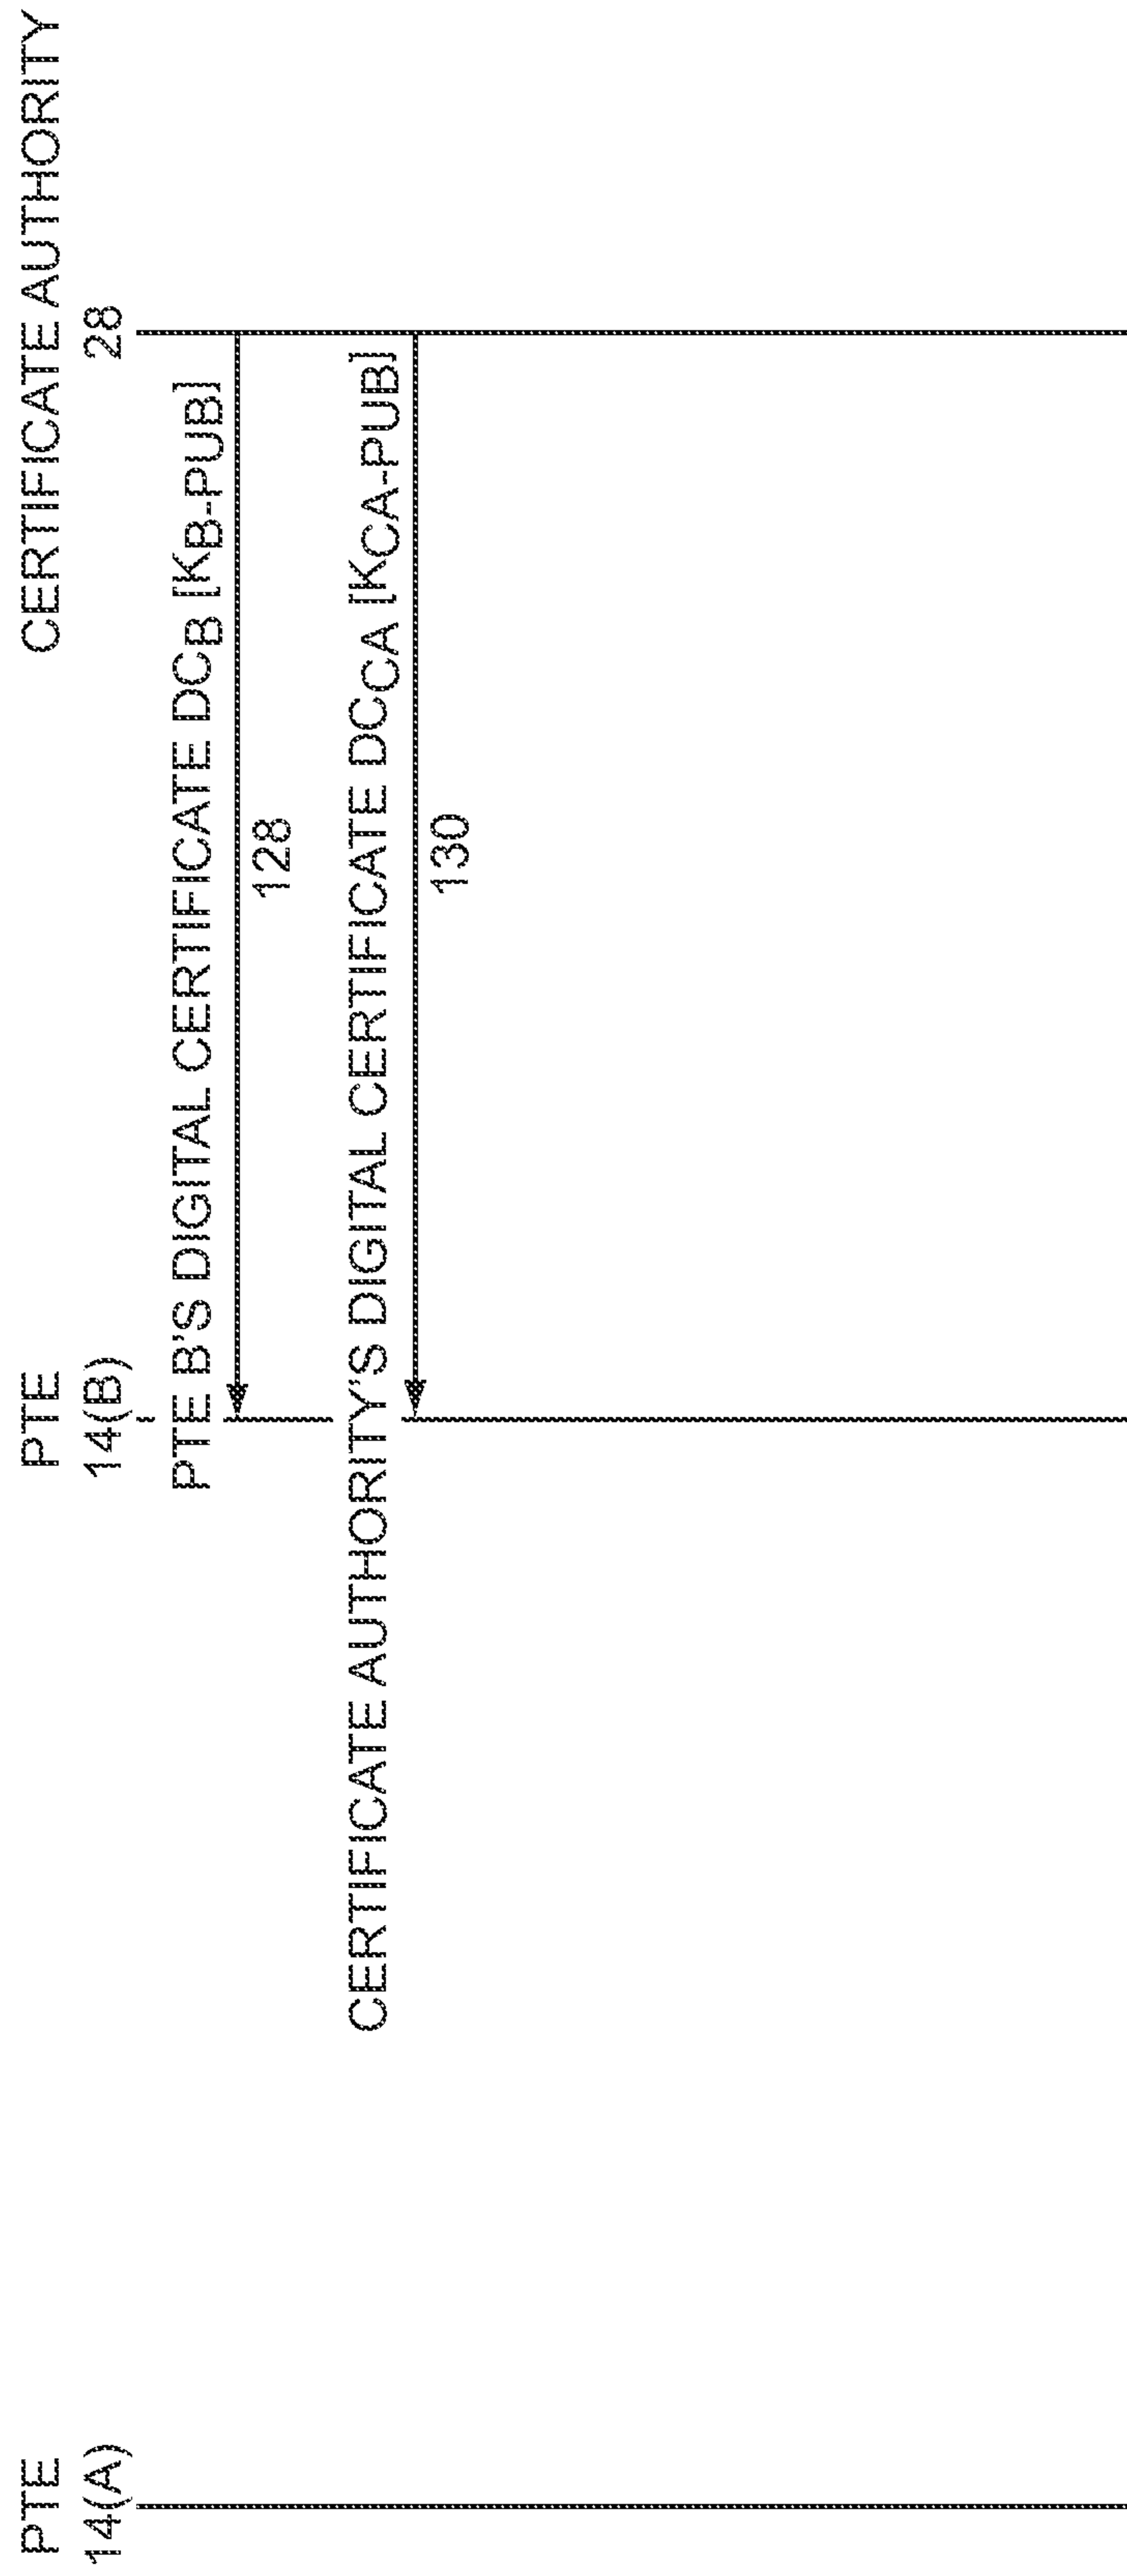 PTE
14(A)
PTE
14(B)
CERTIFICATE AUTHORITY
28
PTE B'S DIGITAL CERTIFICATE DCB [KB-PUB]
128
CERTIFICATE AUTHORITY'S DIGITAL CERTIFICATE DCCA [KCA-PUB]
130